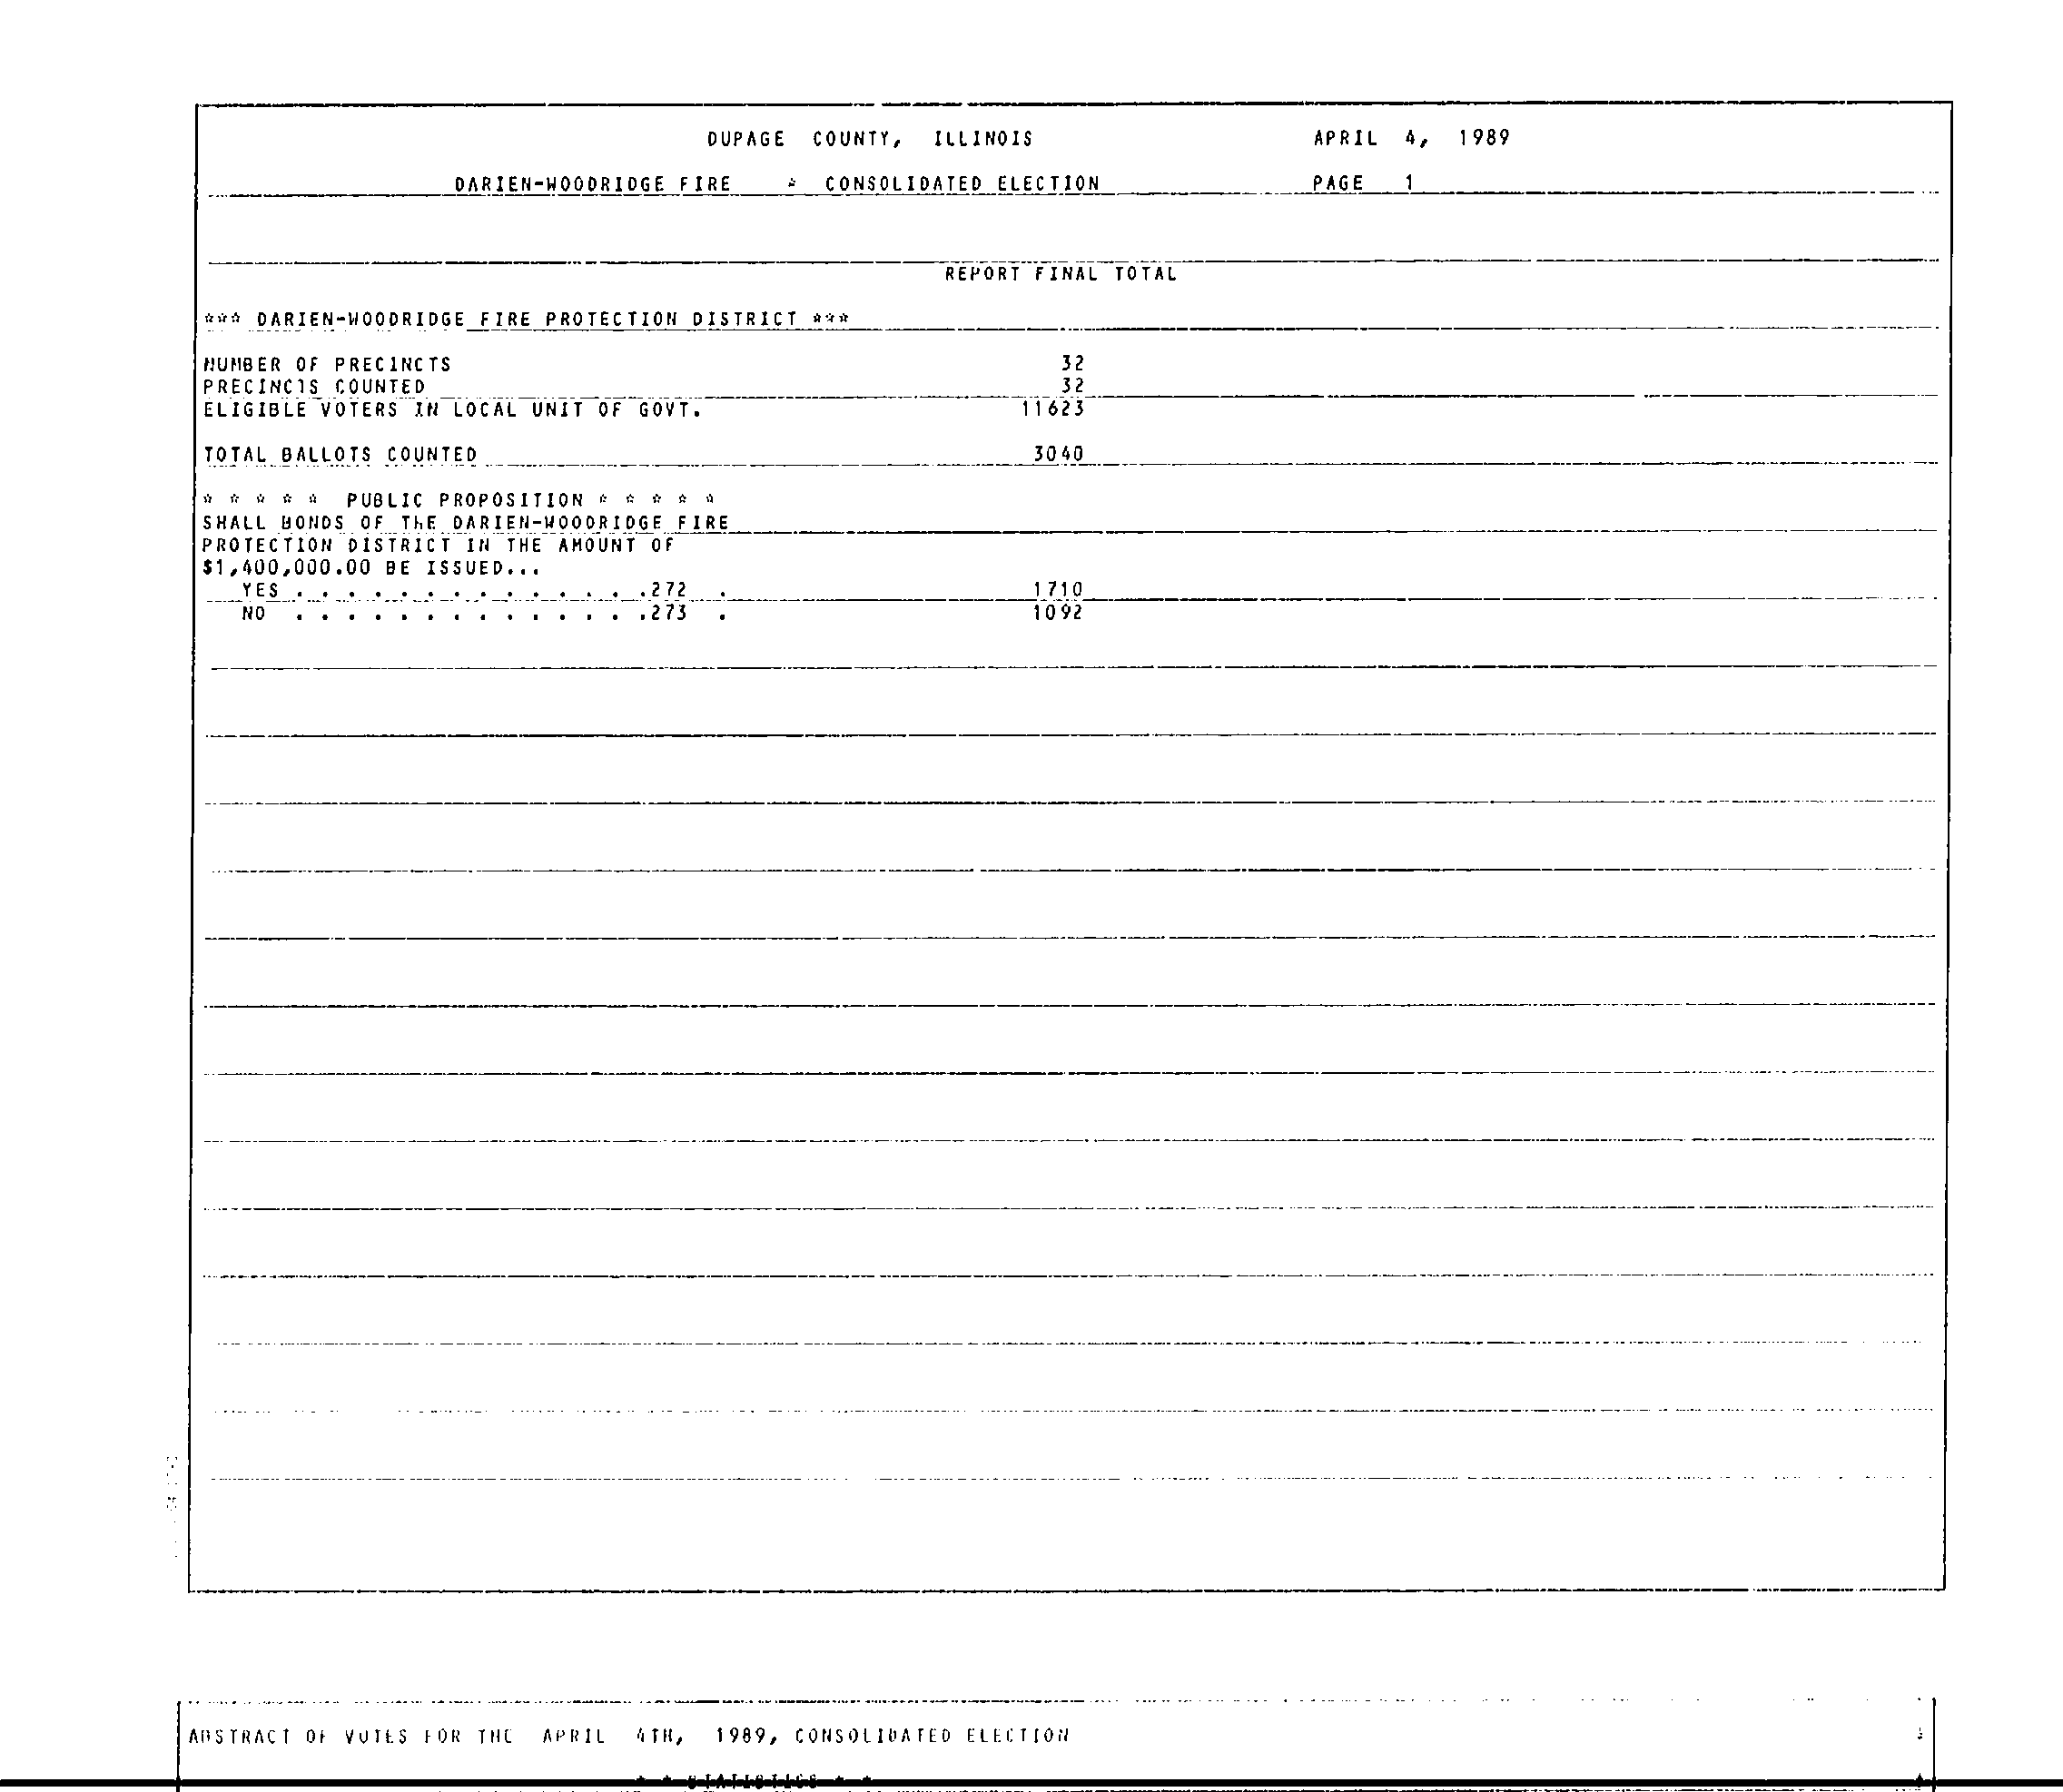 DUPAGE COUNTY, ILLINOIS APRIL 4, 1989
DARIEN-WOODRIDGE FIRE * CONSOLIDATED ELECTION PAGE 1
REPORT FINAL TOTAL
*** DARIEN-WOODRIDGE FIRE PROTECTION DISTRICT ***
NUMBER OF PRECINCTS 32
PRECINCTS COUNTED 32
ELIGIBLE VOTERS IN LOCAL UNIT OF GOVT. 11623
TOTAL BALLOTS COUNTED 3040
* * * * * PUBLIC PROPOSITION * * * * *
SHALL BONDS OF THE DARIEN-WOODRIDGE FIRE
PROTECTION DISTRICT IN THE AMOUNT OF
$1,400,000.00 BE ISSUED...
YES . . . . . . . . . . . . . .272 . 1710
NO . . . . . . . . . . . . . .273 . 1092
ABSTRACT OF VOTES FOR THE APRIL 4TH, 1989, CONSOLIDATED ELECTION
* * STATISTICS * *